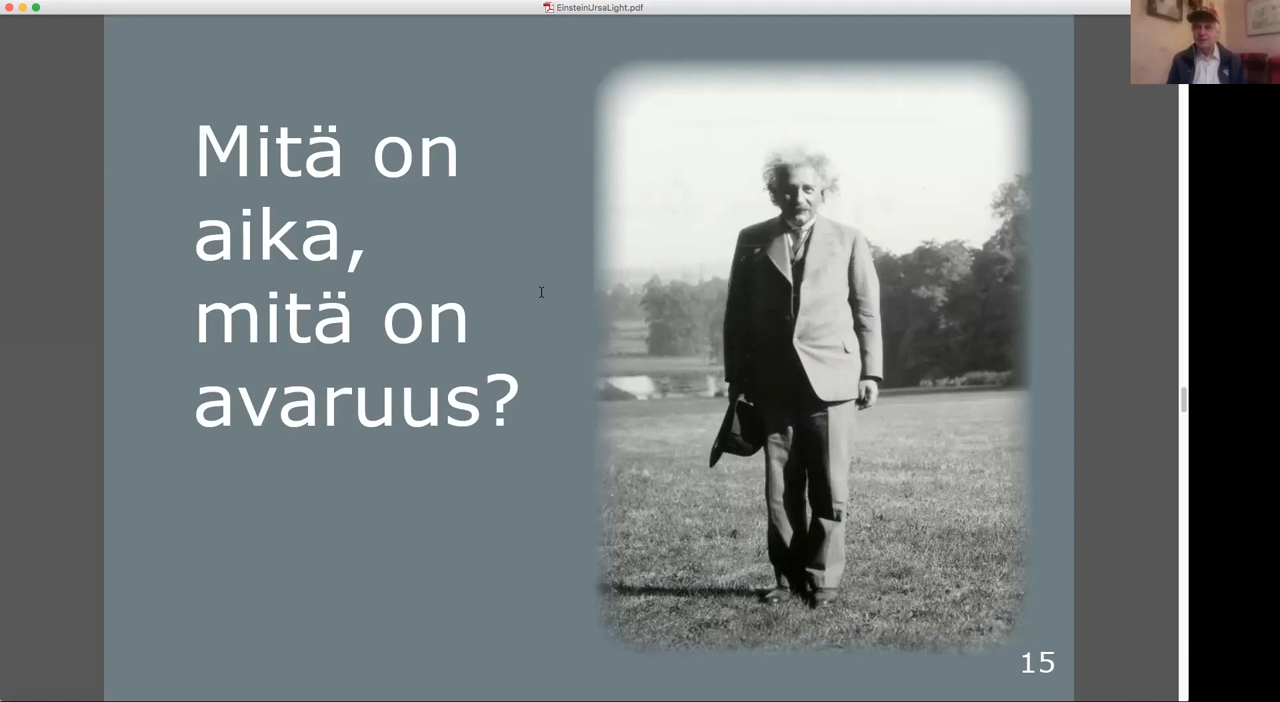 EinsteinUrsaLight.pdf
Mitä on
aika,
mitä on
avaruus?
15